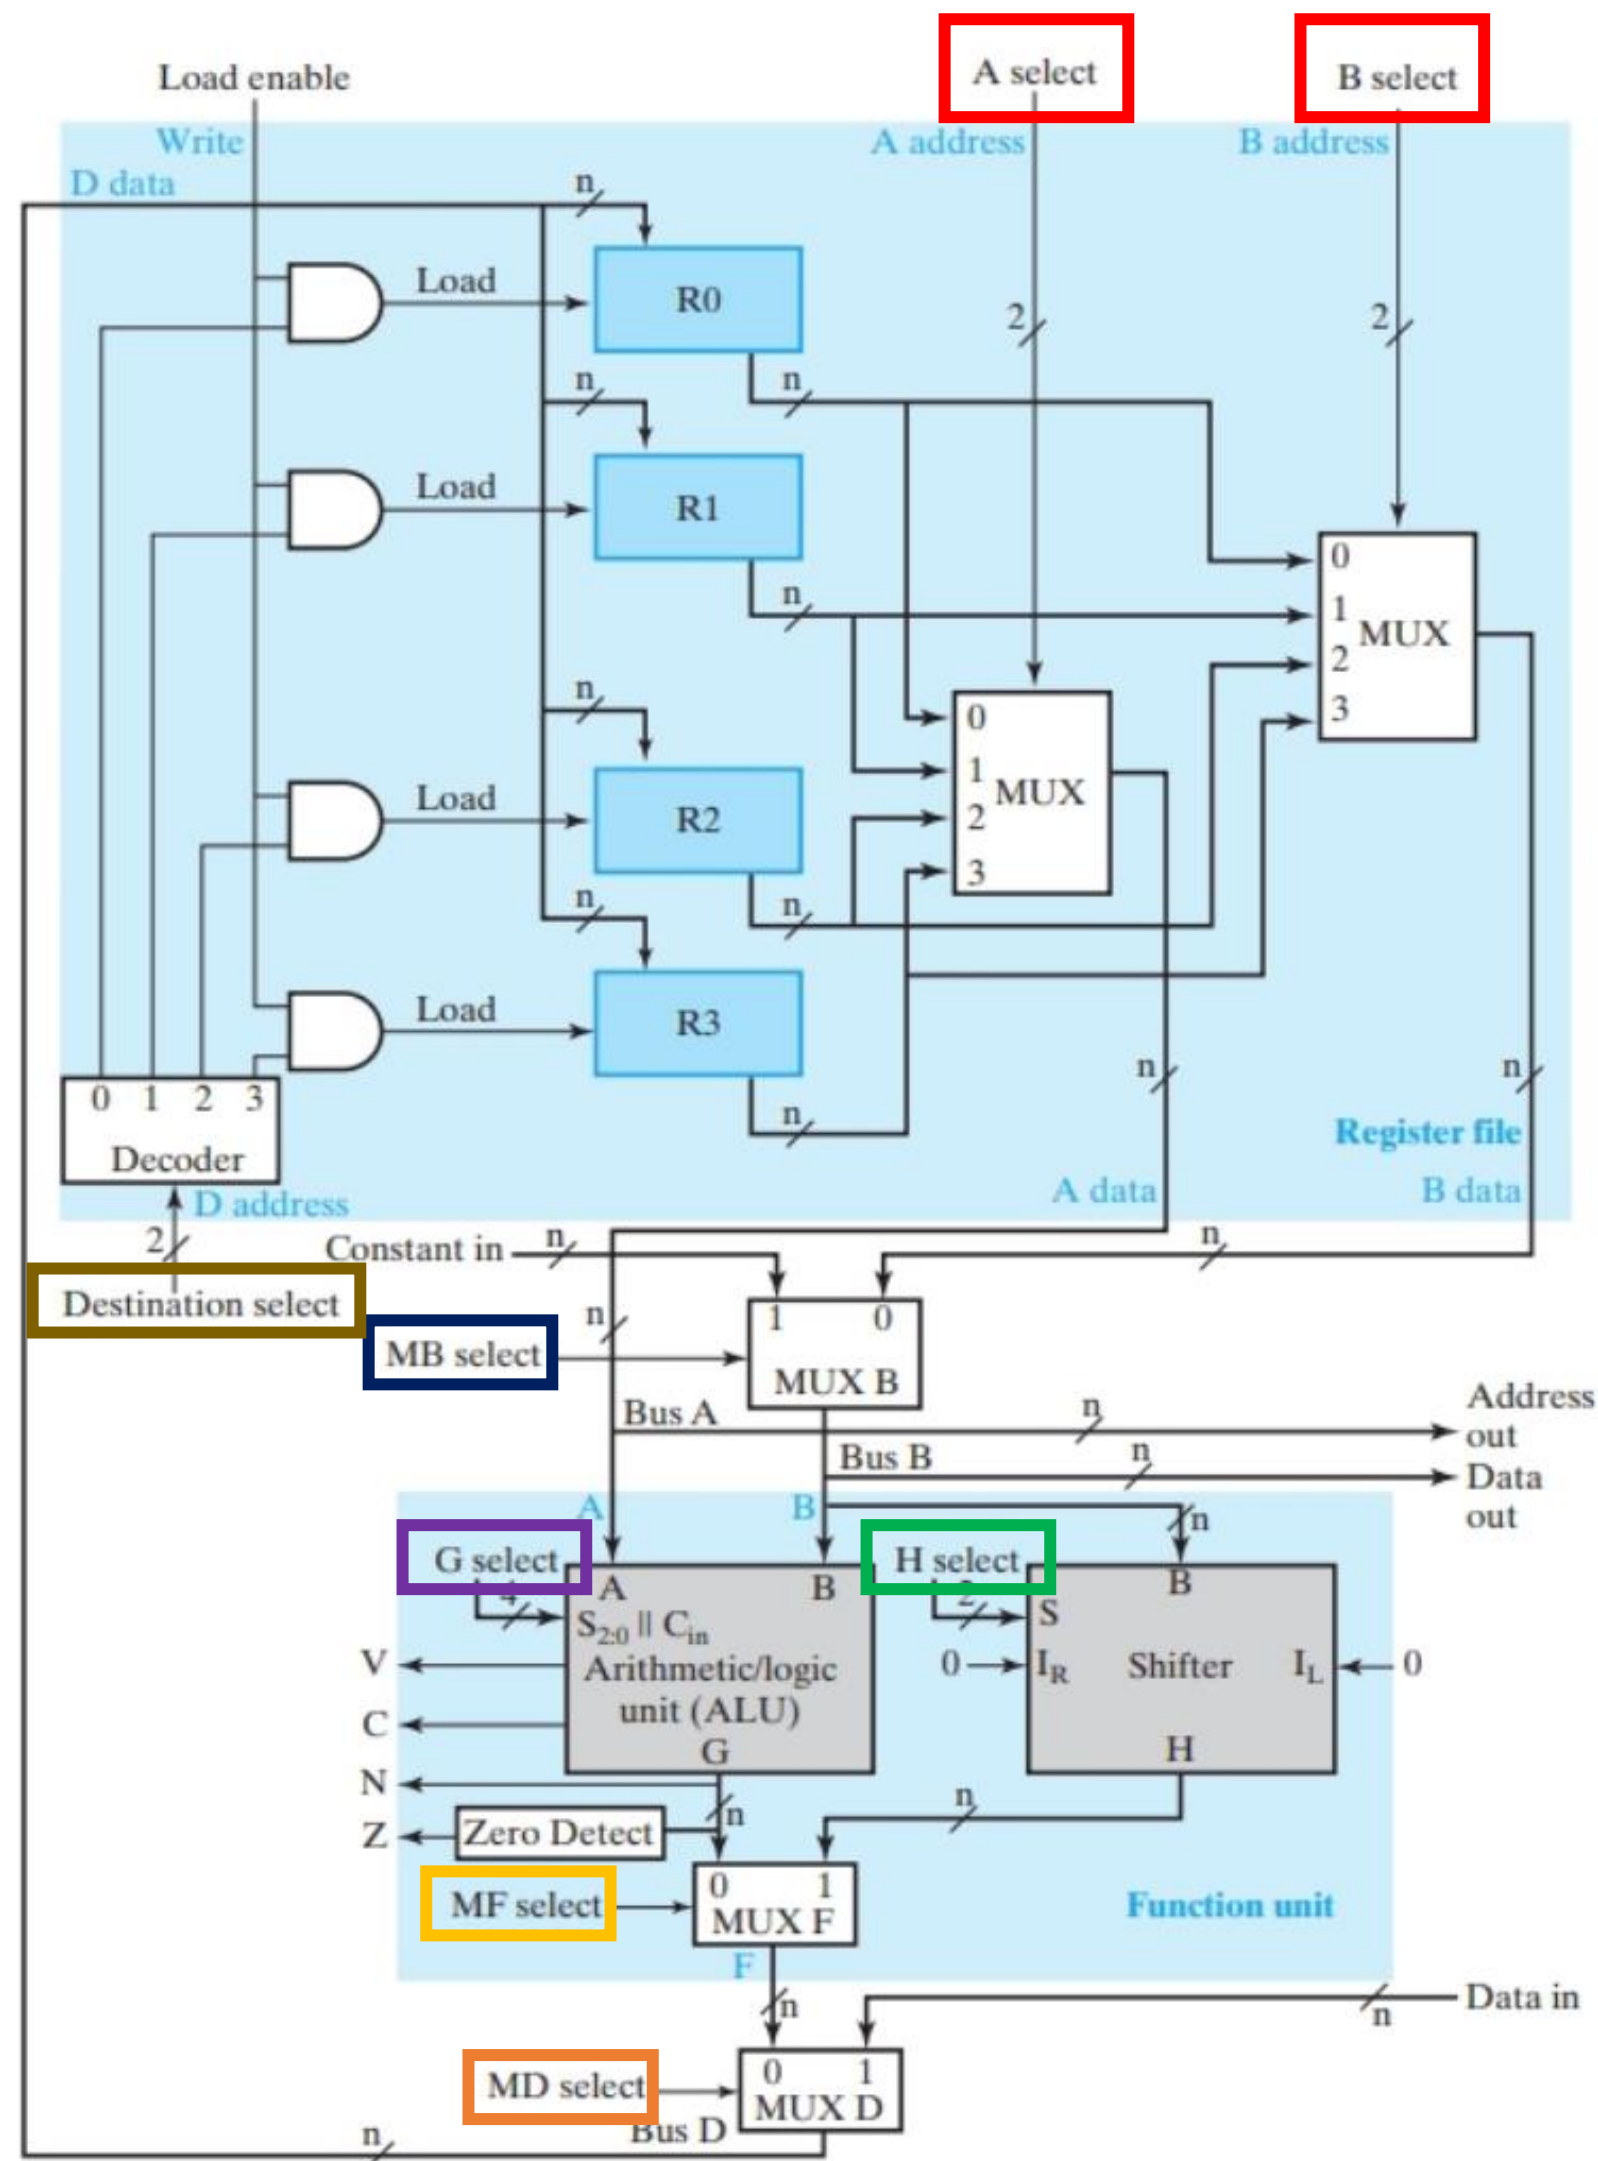 A select
B select
Load enable
Write
A address
B address
D data
n
Load
R0
2
2
n
n
Load
R1
0
n
1
MUX
2
n
0
3
1
MUX
Load
R2
2
3
n
n
Load
R3
n
n
0 1 2 3
n
Register file
Decoder
D address
A data
B data
2
Constant in
n
n
Destination select
n
1
0
MB select
MUX B
Address
out
Bus A
n
Bus B
n
Data
out
A
B
n
G select
H select
4
A
B
2
B
S2:0 || Cin
S
V
Arithmetic/logic
unit (ALU)
0
IR
Shifter
IL
0
C
G
H
N
n
n
Z
Zero Detect
0
1
MF select
MUX F
Function unit
F
n
Data in
n
0
1
MD select
MUX D
Bus D
n